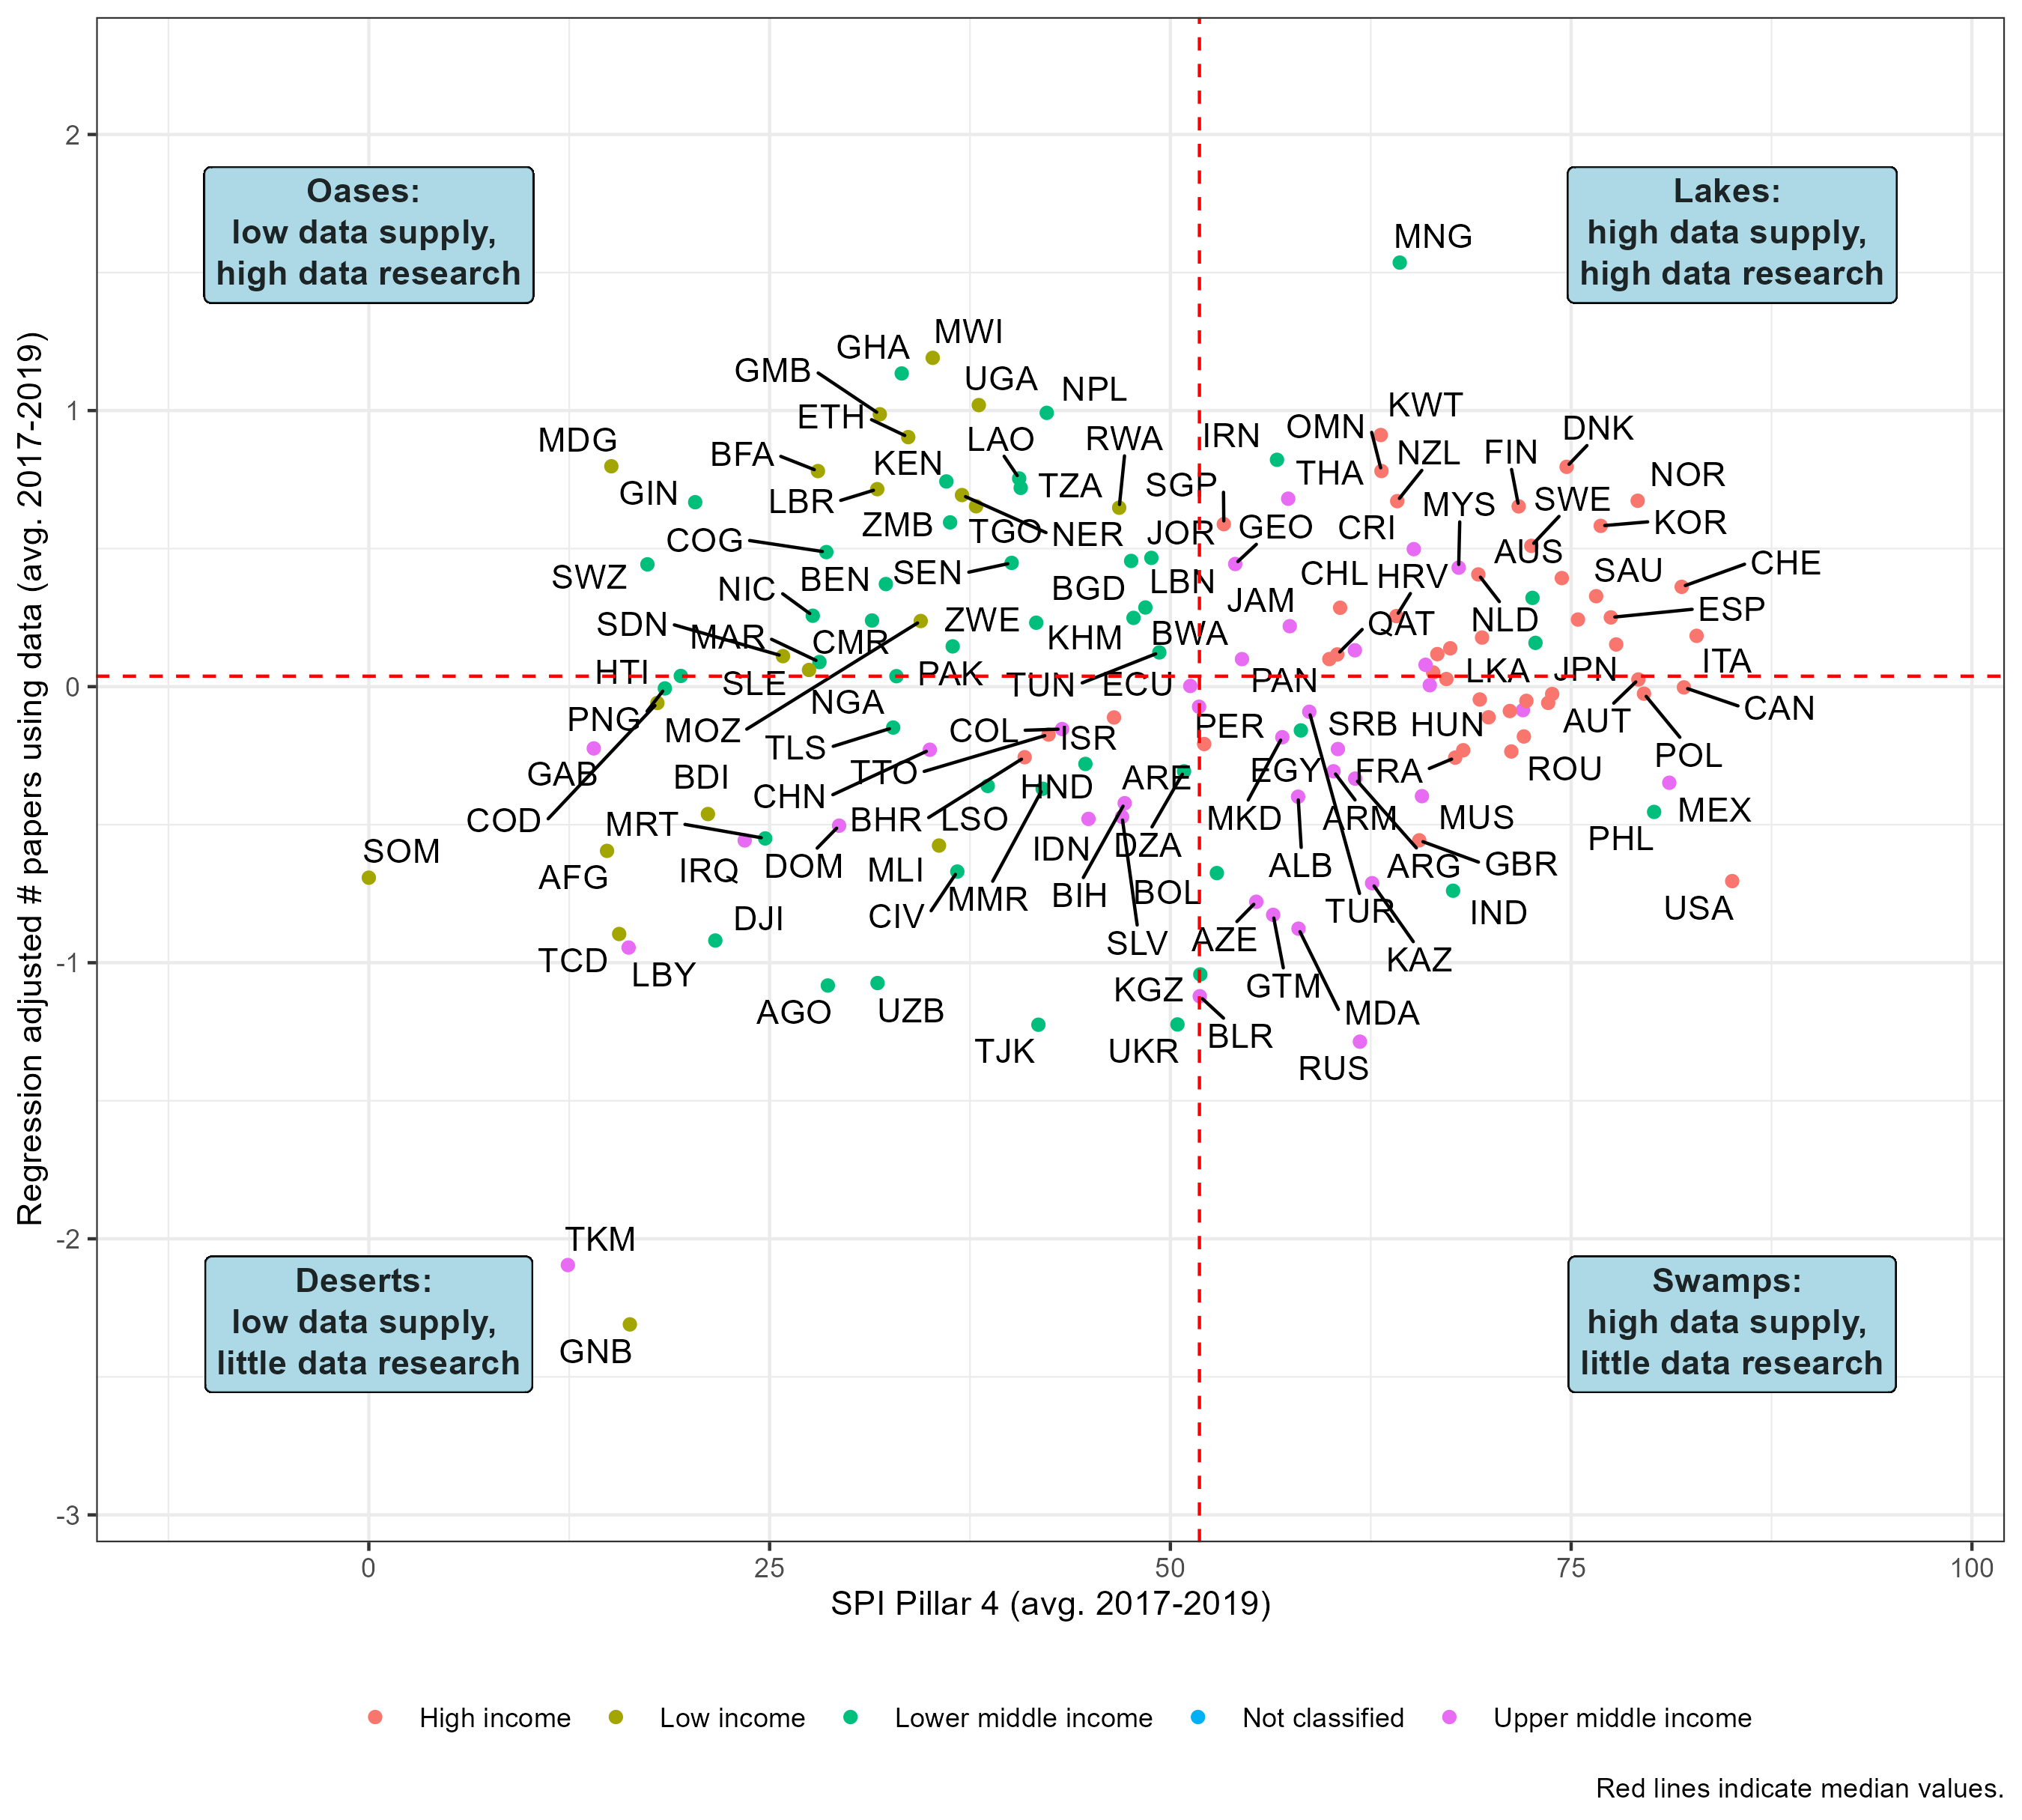 Regression adjusted # papers using data (avg. 2017-2019)
2
1
0
-1
-2
-3
Oases:
low data supply,
high data research
Lakes:
high data supply,
high data research
MNG
MWI
GHA
GMB
UGA
NPL
KWT
ETH
OMN
DNK
MDG
BFA
KEN
LAO
RWA
IRN
THA
NZL
FIN
NOR
GIN
LBR
TZA
SGP
MYS
SWE
KOR
COG
ZMB
TGO
NER
JOR
GEO
CRI
AUS
SWZ
NIC
BEN
SEN
BGD
LBN
JAM
CHL
HRV
SAU
CHE
SDN
MAR
CMR
ZWE
KHM
BWA
QAT
NLD
ESP
HTI
SLE
PAK
TUN
ECU
PAN
LKA
JPN
ITA
PNG
MOZ
NGA
COL
ISR
PER
SRB
HUN
AUT
CAN
GAB
BDI
TLS
TTO
HND
ARE
EGY
FRA
ROU
POL
COD
MRT
CHN
BHR
LSO
MKD
ARM
MUS
MEX
SOM
AFG
IRQ
DOM
MLI
IDN
DZA
ALB
ARG
GBR
PHL
DJI
CIV
MMR
BIH
BOL
TUR
IND
USA
TCD
LBY
SLV
AZE
KAZ
AGO
UZB
KGZ
GTM
MDA
TJK
UKR
BLR
RUS
TKM
GNB
Deserts:
low data supply,
little data research
Swamps:
high data supply,
little data research
0
25
50
75
100
SPI Pillar 4 (avg. 2017-2019)
High income
Low income
Lower middle income
Not classified
Upper middle income
Red lines indicate median values.